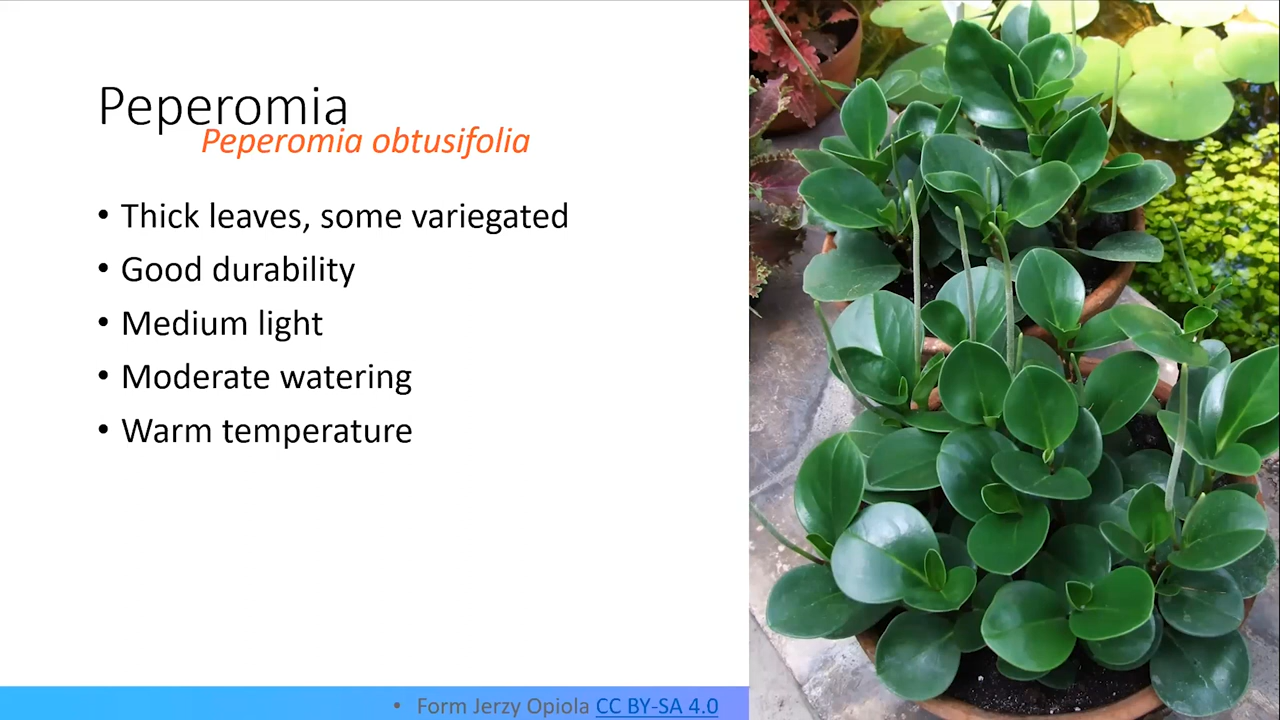 Peperomia
Peperomia obtusifolia
• Thick leaves, some variegated
• Good durability
• Medium light
• Moderate watering
• Warm temperature
• Form Jerzy Opiola CC BY-SA 4.0